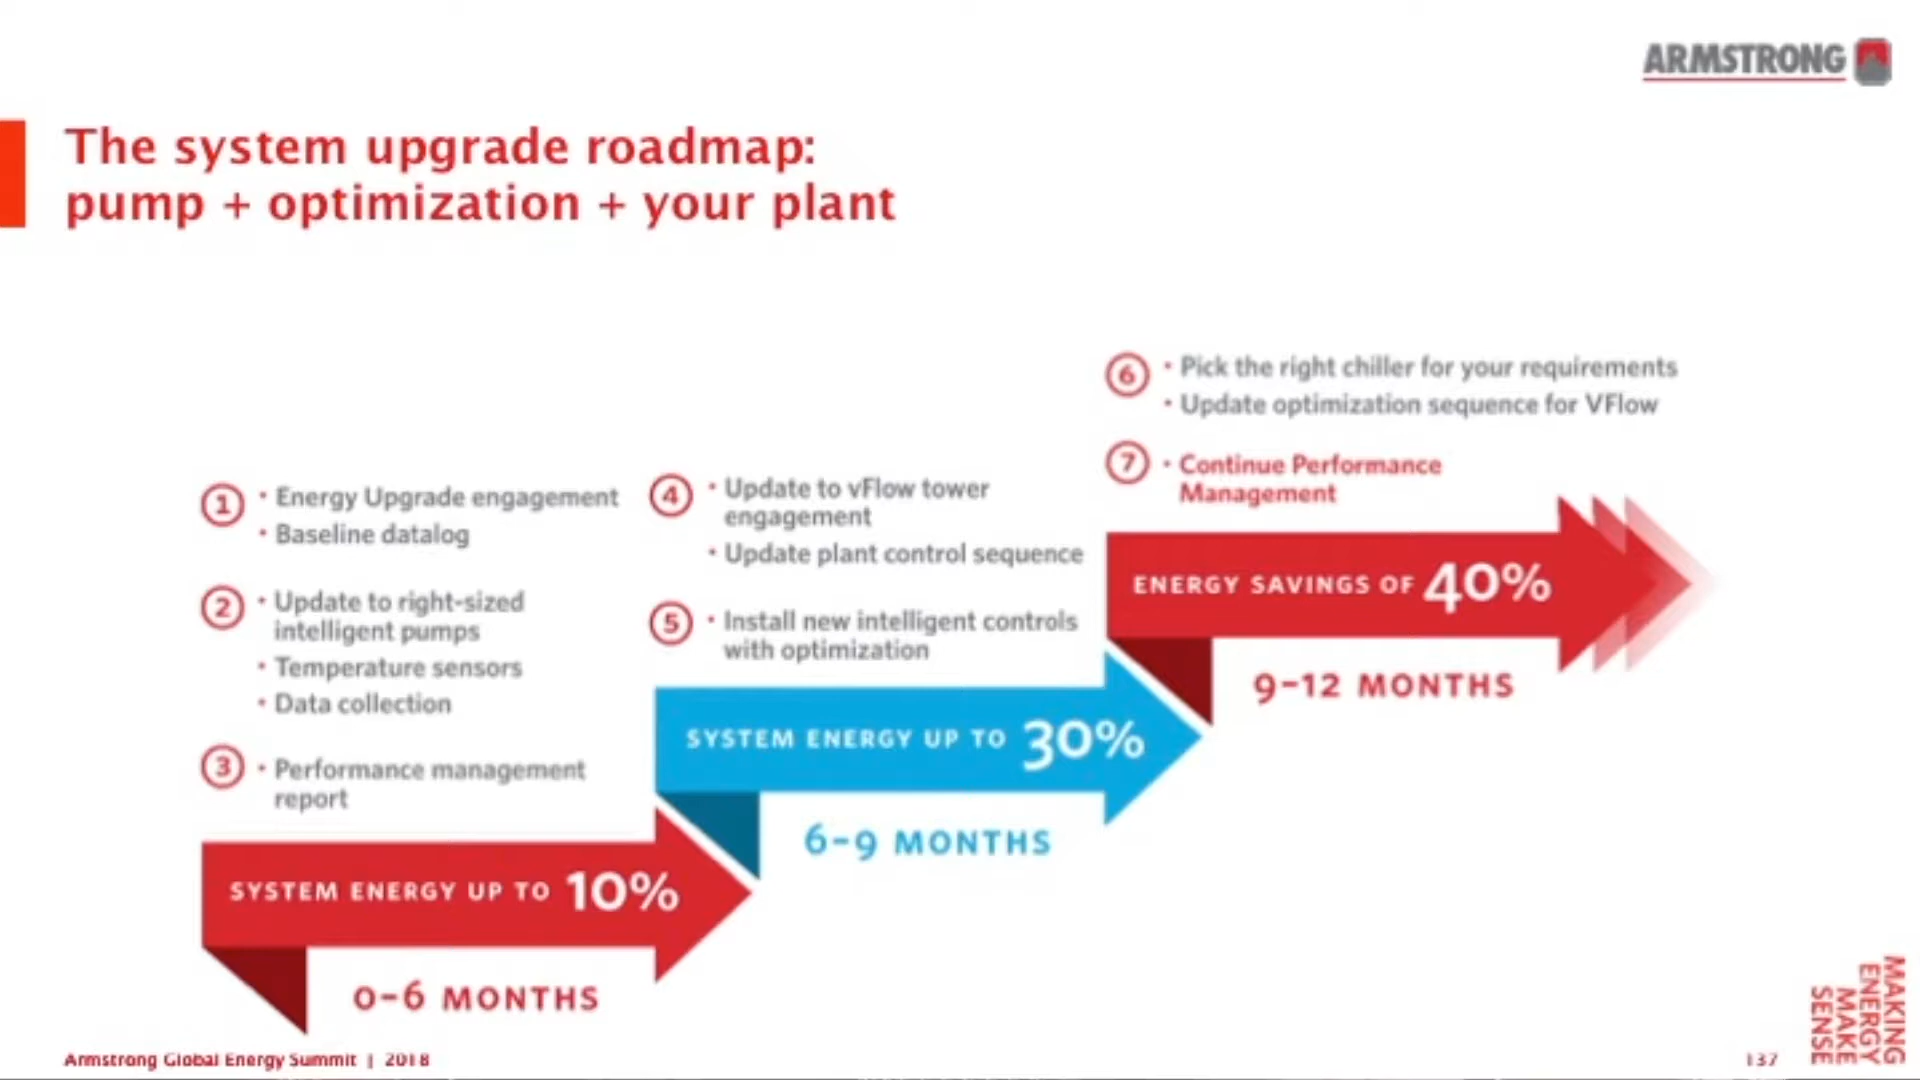 ARMSTRONG
The system upgrade roadmap:
pump + optimization + your plant
1
• Energy Upgrade engagement
• Baseline datalog
2
• Update to right-sized
intelligent pumps
• Temperature sensors
• Data collection
3
• Performance management
report
SYSTEM ENERGY UP TO 10%
0-6 MONTHS
4
• Update to vFlow tower
engagement
• Update plant control sequence
5
• Install new intelligent controls
with optimization
SYSTEM ENERGY UP TO 30%
6-9 MONTHS
6
• Pick the right chiller for your requirements
• Update optimization sequence for VFlow
7
• Continue Performance
Management
ENERGY SAVINGS OF 40%
9-12 MONTHS
Armstrong Global Energy Summit | 2018
137
MAKING
ENERGY
MAKE
SENSE